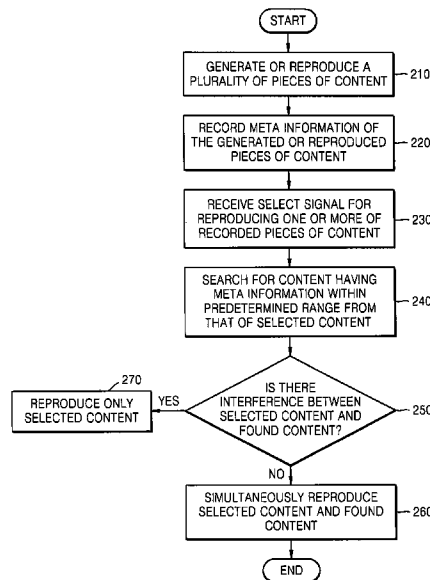 START
GENERATE OR REPRODUCE A
PLURALITY OF PIECES OF CONTENT
210
RECORD META INFORMATION OF
THE GENERATED OR REPRODUCED
PIECES OF CONTENT
220
RECEIVE SELECT SIGNAL FOR
REPRODUCING ONE OR MORE OF
RECORDED PIECES OF CONTENT
230
SEARCH FOR CONTENT HAVING
META INFORMATION WITHIN
PREDETERMINED RANGE FROM
THAT OF SELECTED CONTENT
240
IS THERE
INTERFERENCE BETWEEN
SELECTED CONTENT AND
FOUND CONTENT?
250
YES
270
REPRODUCE ONLY
SELECTED CONTENT
NO
SIMULTANEOUSLY REPRODUCE
SELECTED CONTENT AND FOUND
CONTENT
260
END